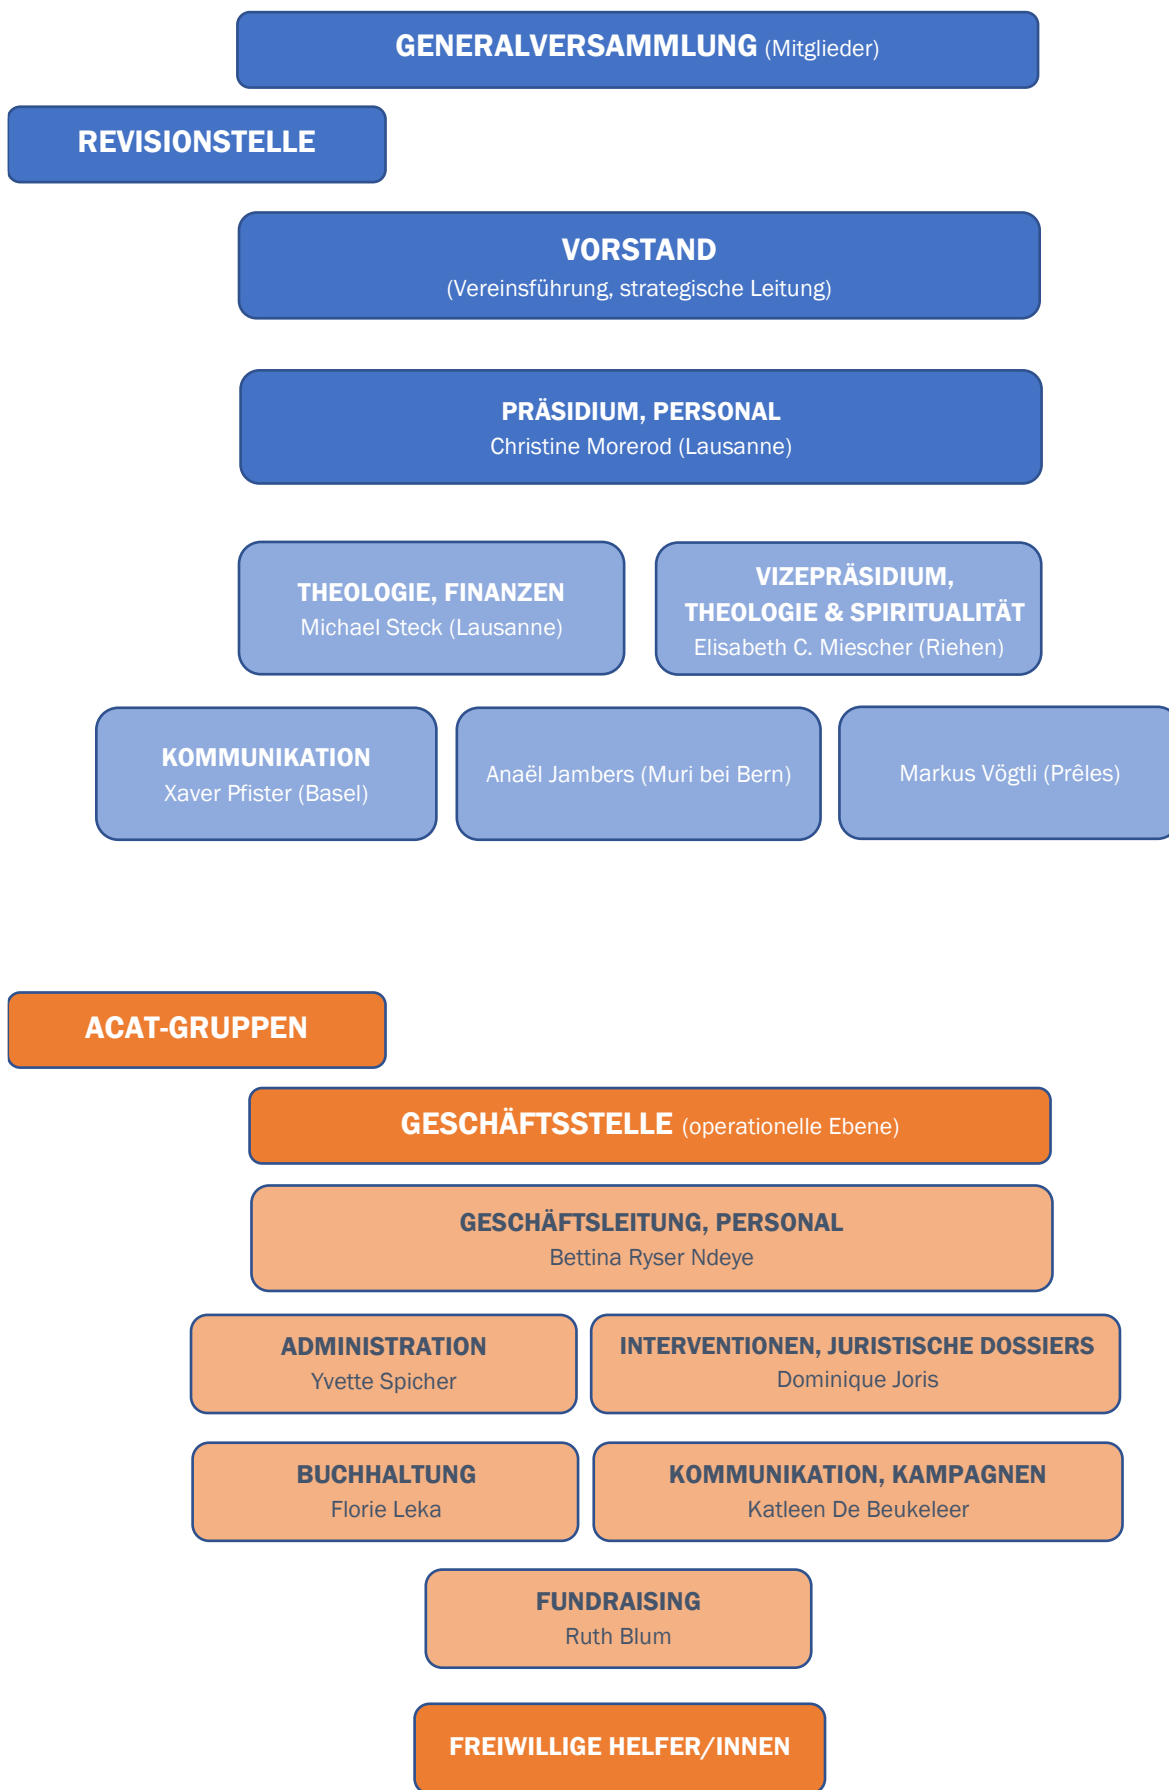 GENERALVERSAMMLUNG (Mitglieder)
REVISIONSTELLE
VORSTAND
(Vereinsführung, strategische Leitung)
PRÄSIDIUM, PERSONAL
Christine Morerod (Lausanne)
THEOLOGIE, FINANZEN
Michael Steck (Lausanne)
VIZEPRÄSIDIUM,
THEOLOGIE & SPIRITUALITÄT
Elisabeth C. Miescher (Riehen)
KOMMUNIKATION
Xaver Pfister (Basel)
Anaël Jambers (Muri bei Bern)
Markus Vögtli (Prêles)
ACAT-GRUPPEN
GESCHÄFTSSTELLE (operationelle Ebene)
GESCHÄFTSLEITUNG, PERSONAL
Bettina Ryser Ndeye
ADMINISTRATION
Yvette Spicher
INTERVENTIONEN, JURISTISCHE DOSSIERS
Dominique Joris
BUCHHALTUNG
Florie Leka
KOMMUNIKATION, KAMPAGNEN
Katleen De Beukeleer
FUNDRAISING
Ruth Blum
FREIWILLIGE HELFER/INNEN